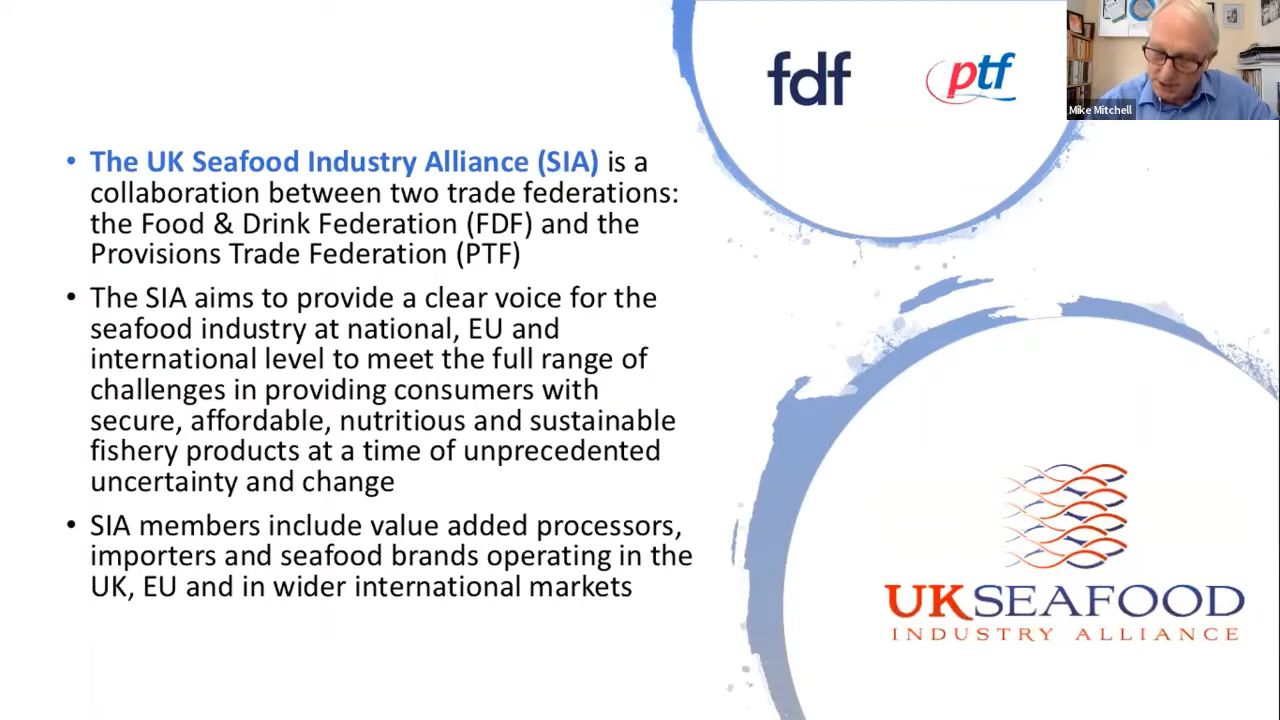 fdf
ptf
Mike Mitchell
• The UK Seafood Industry Alliance (SIA) is a
collaboration between two trade federations:
the Food & Drink Federation (FDF) and the
Provisions Trade Federation (PTF)
• The SIA aims to provide a clear voice for the
seafood industry at national, EU and
international level to meet the full range of
challenges in providing consumers with
secure, affordable, nutritious and sustainable
fishery products at a time of unprecedented
uncertainty and change
• SIA members include value added processors,
importers and seafood brands operating in the
UK, EU and in wider international markets
UKSEAFOOD
INDUSTRY ALLIANCE